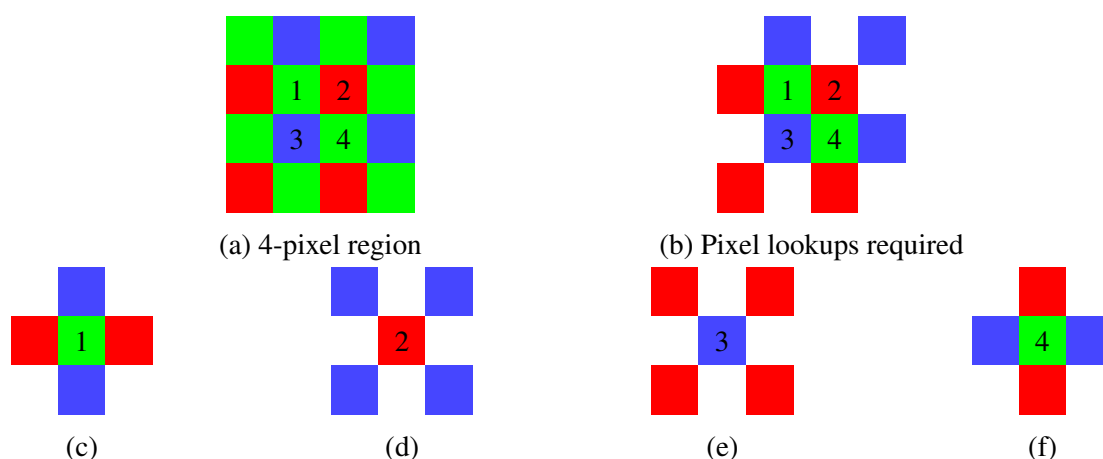 1 2
3 4
(a) 4-pixel region
1 2
3 4
(b) Pixel lookups required
1
(c)
2
(d)
3
(e)
4
(f)